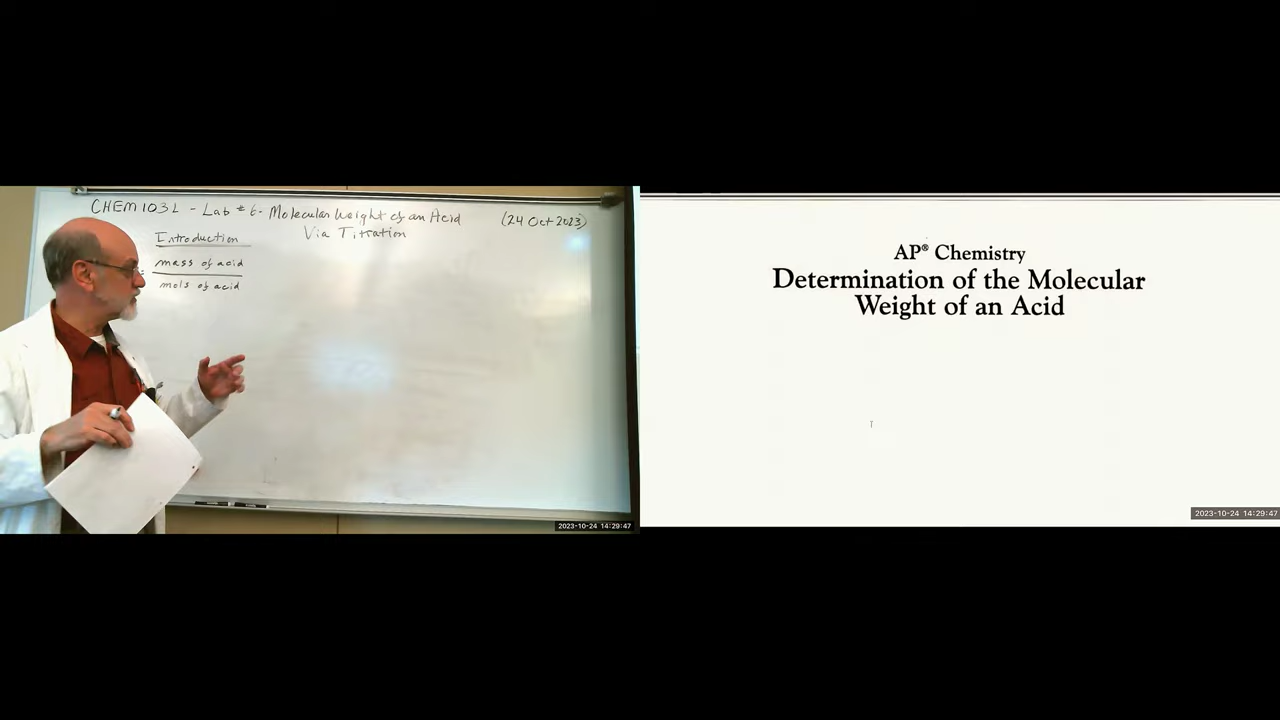 CHEM 103L - Lab # 6 - Molecular Weight of an Acid (24 Oct 2023)
Via Titration
Introduction
= mass of acid
mols of acid
2023-10-24 14:29:47
AP® Chemistry
Determination of the Molecular
Weight of an Acid
2023-10-24 14:29:47